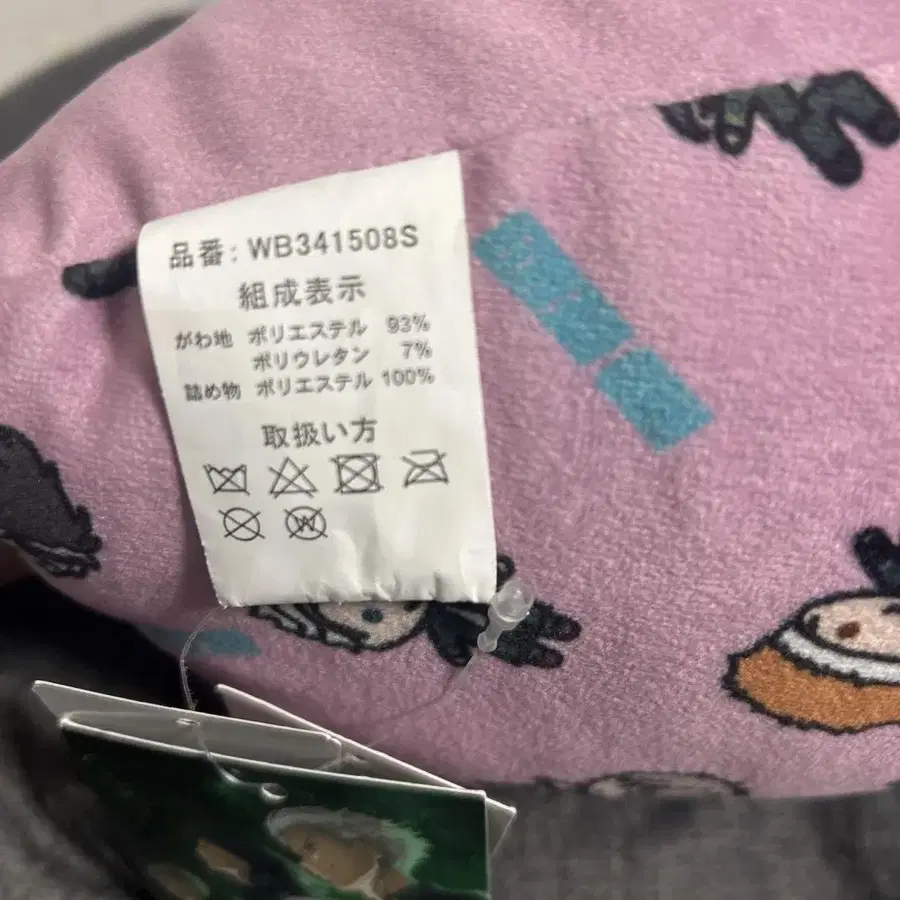 品番: WB341508S
組成表示
がわ地 ポリエステル 93%
ポリウレタン 7%
詰め物 ポリエステル 100%
取扱い方
W